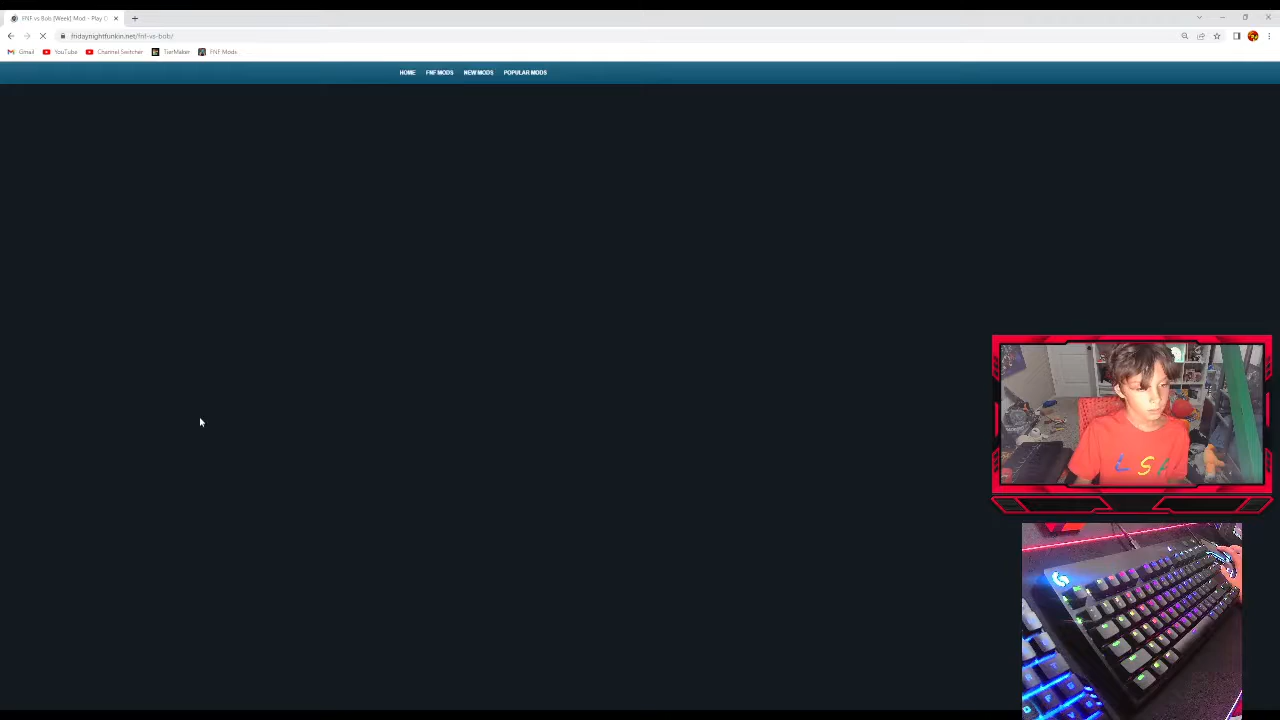 FNF vs Bob [Week] Mod - Play O
fridaynightfunkin.net/fnf-vs-bob/
Gmail YouTube Channel Switcher TierMaker FNF Mods
HOME FNF MODS NEW MODS POPULAR MODS
L S